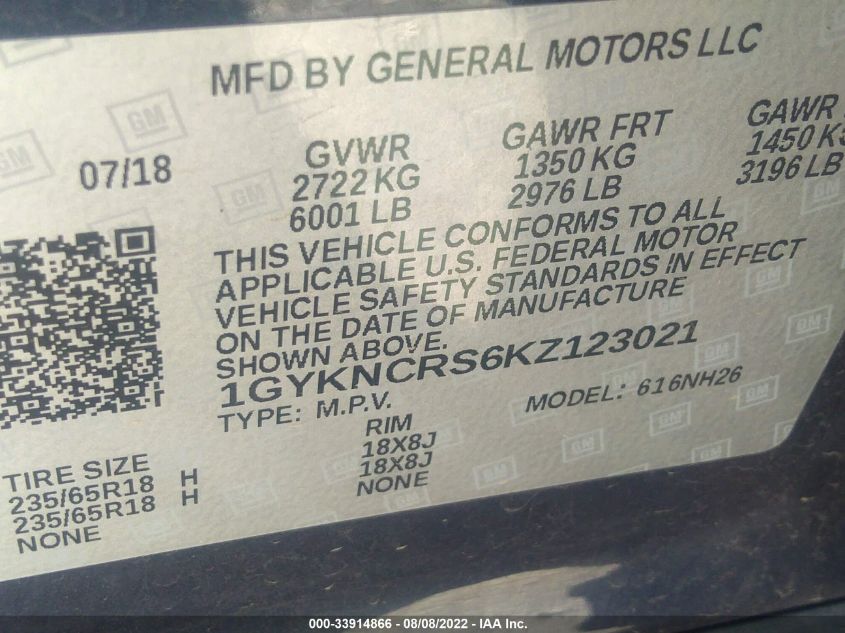 MFD BY GENERAL MOTORS LLC
07/18
GVWR
2722 KG
6001 LB
GAWR FRT
1350 KG
2976 LB
GAWR
1450 KG
3196 LB
THIS VEHICLE CONFORMS TO ALL
APPLICABLE U.S. FEDERAL MOTOR
VEHICLE SAFETY STANDARDS IN EFFECT
ON THE DATE OF MANUFACTURE
SHOWN ABOVE.
1GYKNCRS6KZ123021
TYPE: M.P.V.
MODEL: 616NH26
TIRE SIZE
235/65R18 H
235/65R18 H
NONE
RIM
18X8J
18X8J
NONE
GM
000-33914866 - 08/08/2022 - IAA Inc.